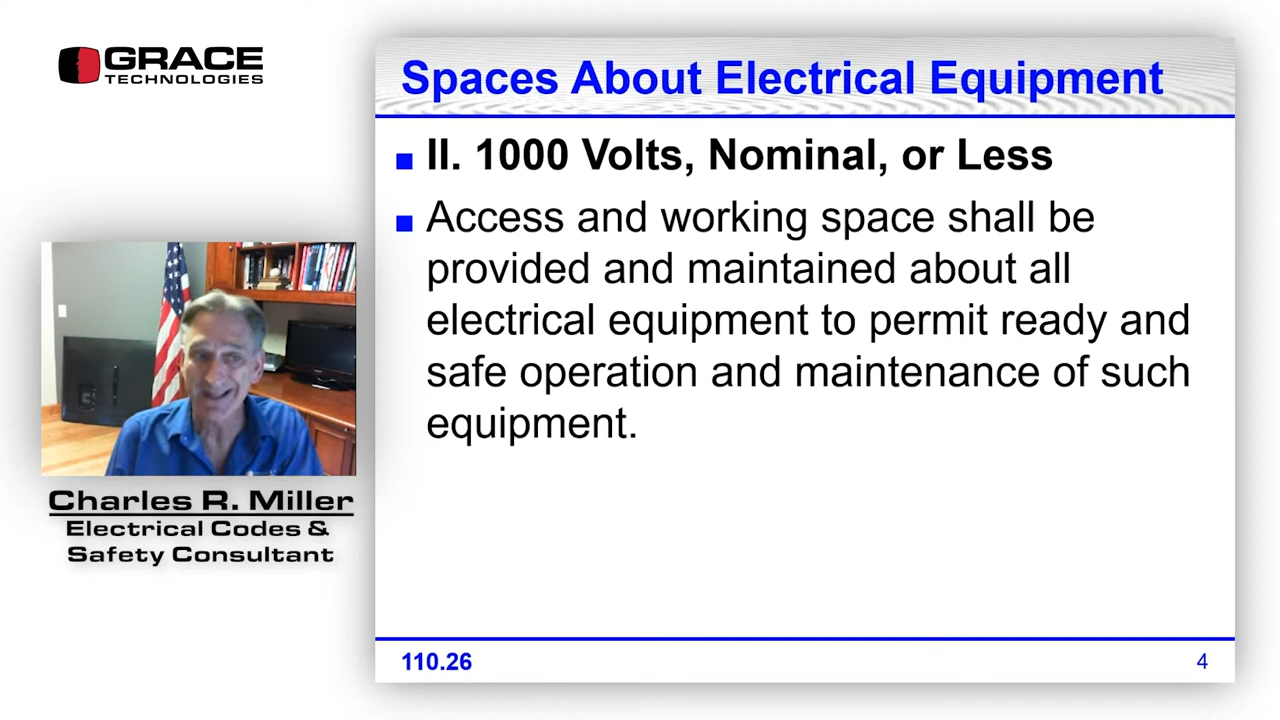 GRACE
TECHNOLOGIES
Charles R. Miller
Electrical Codes &
Safety Consultant
Spaces About Electrical Equipment
II. 1000 Volts, Nominal, or Less
Access and working space shall be
provided and maintained about all
electrical equipment to permit ready and
safe operation and maintenance of such
equipment.
110.26
4